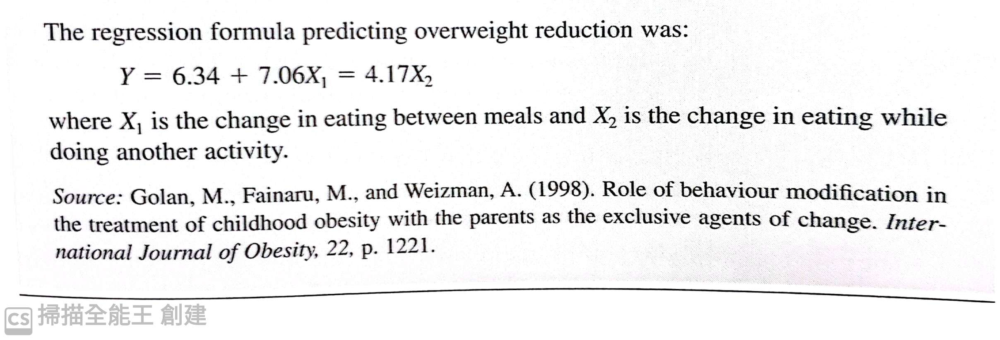 The regression formula predicting overweight reduction was:
Y = 6.34 + 7.06X₁ = 4.17X₂
where X₁ is the change in eating between meals and X₂ is the change in eating while
doing another activity.
Source: Golan, M., Fainaru, M., and Weizman, A. (1998). Role of behaviour modification in
the treatment of childhood obesity with the parents as the exclusive agents of change. Inter-
national Journal of Obesity, 22, p. 1221.
CS 掃描全能王 創建